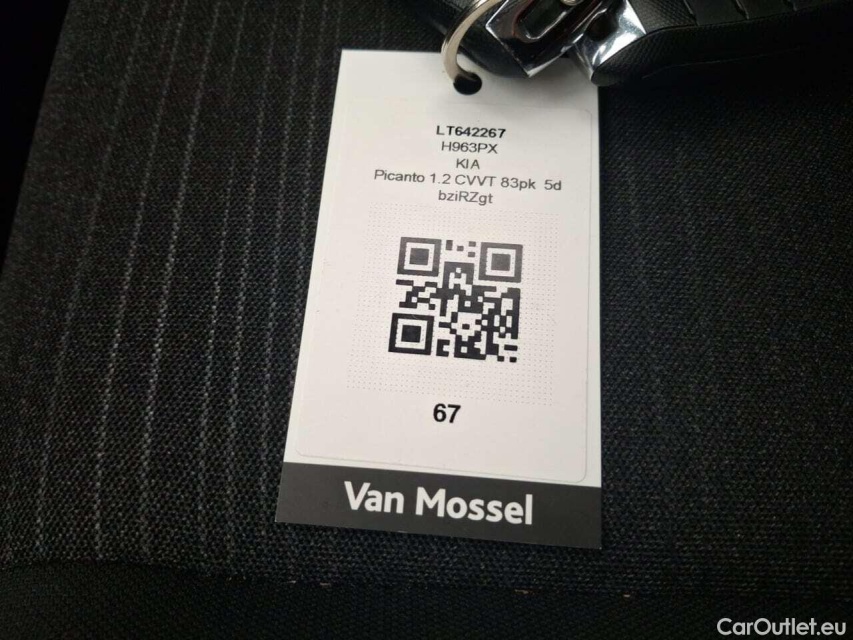 LT642267
H963PX
KIA
Picanto 1.2 CVVT 83pk 5d
bziRZgt
67
Van Mossel
CarOutlet.eu